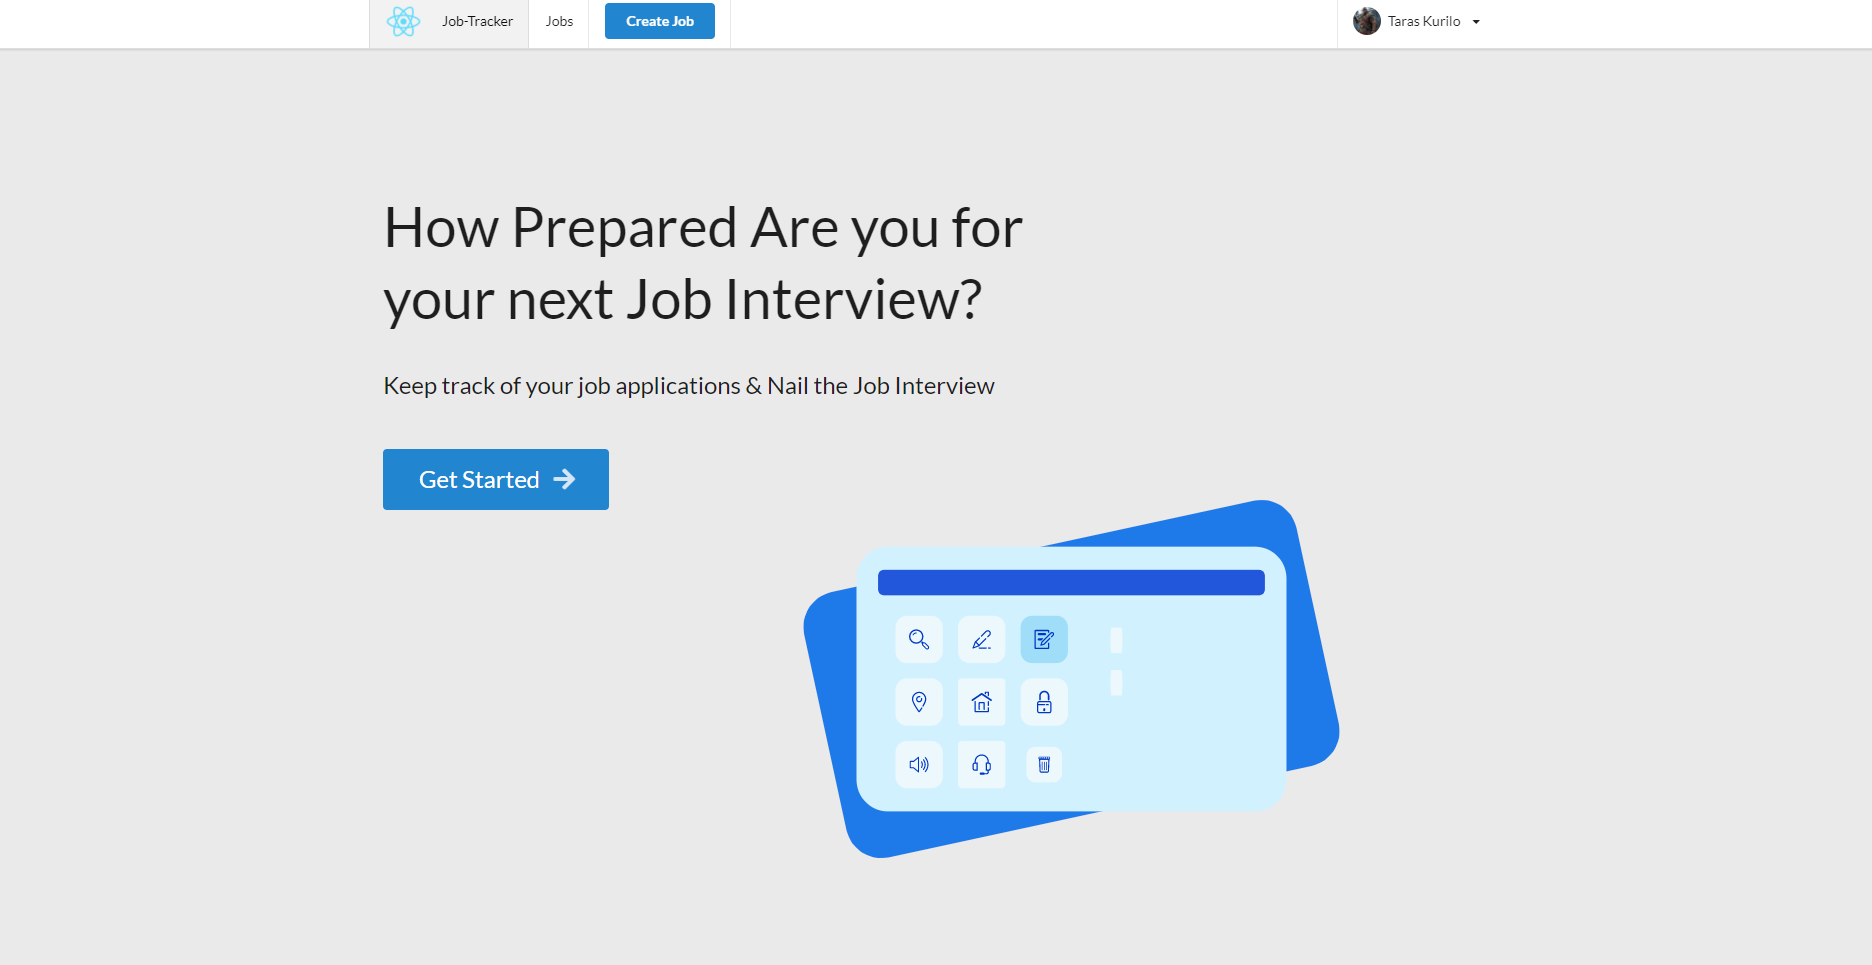 Job-Tracker
Jobs
Create Job
Taras Kurilo
How Prepared Are you for
your next Job Interview?
Keep track of your job applications & Nail the Job Interview
Get Started